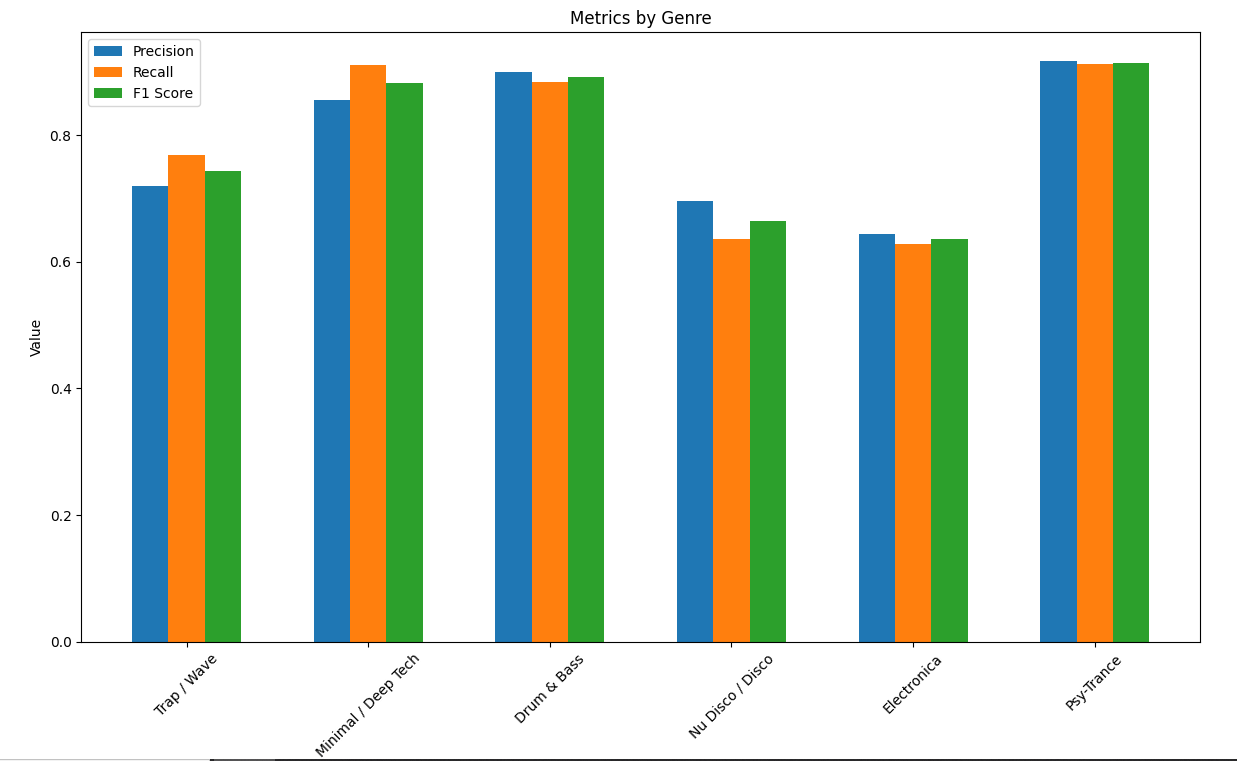 Metrics by Genre
Precision
Recall
F1 Score
Value
0.8
0.6
0.4
0.2
0.0
Trap / Wave
Minimal / Deep Tech
Drum & Bass
Nu Disco / Disco
Electronica
Psy-Trance